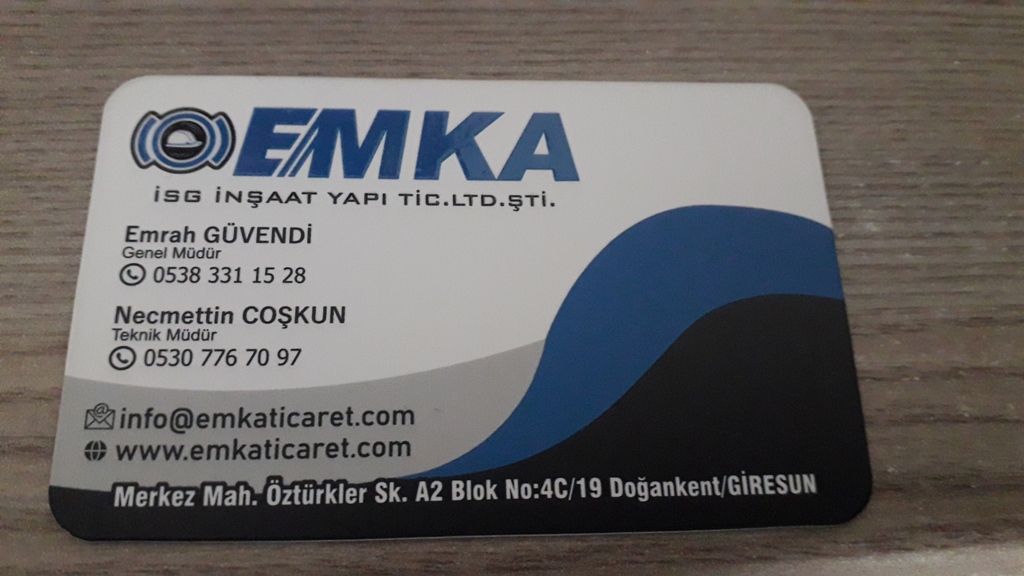 EMKA
İSG İNŞAAT YAPI TİC.LTD.ŞTİ.
Emrah GÜVENDİ
Genel Müdür
0538 331 15 28
Necmettin COŞKUN
Teknik Müdür
0530 776 70 97
info@emkaticaret.com
www.emkaticaret.com
Merkez Mah. Öztürkler Sk. A2 Blok No:4C/19 Doğankent/GİRESUN